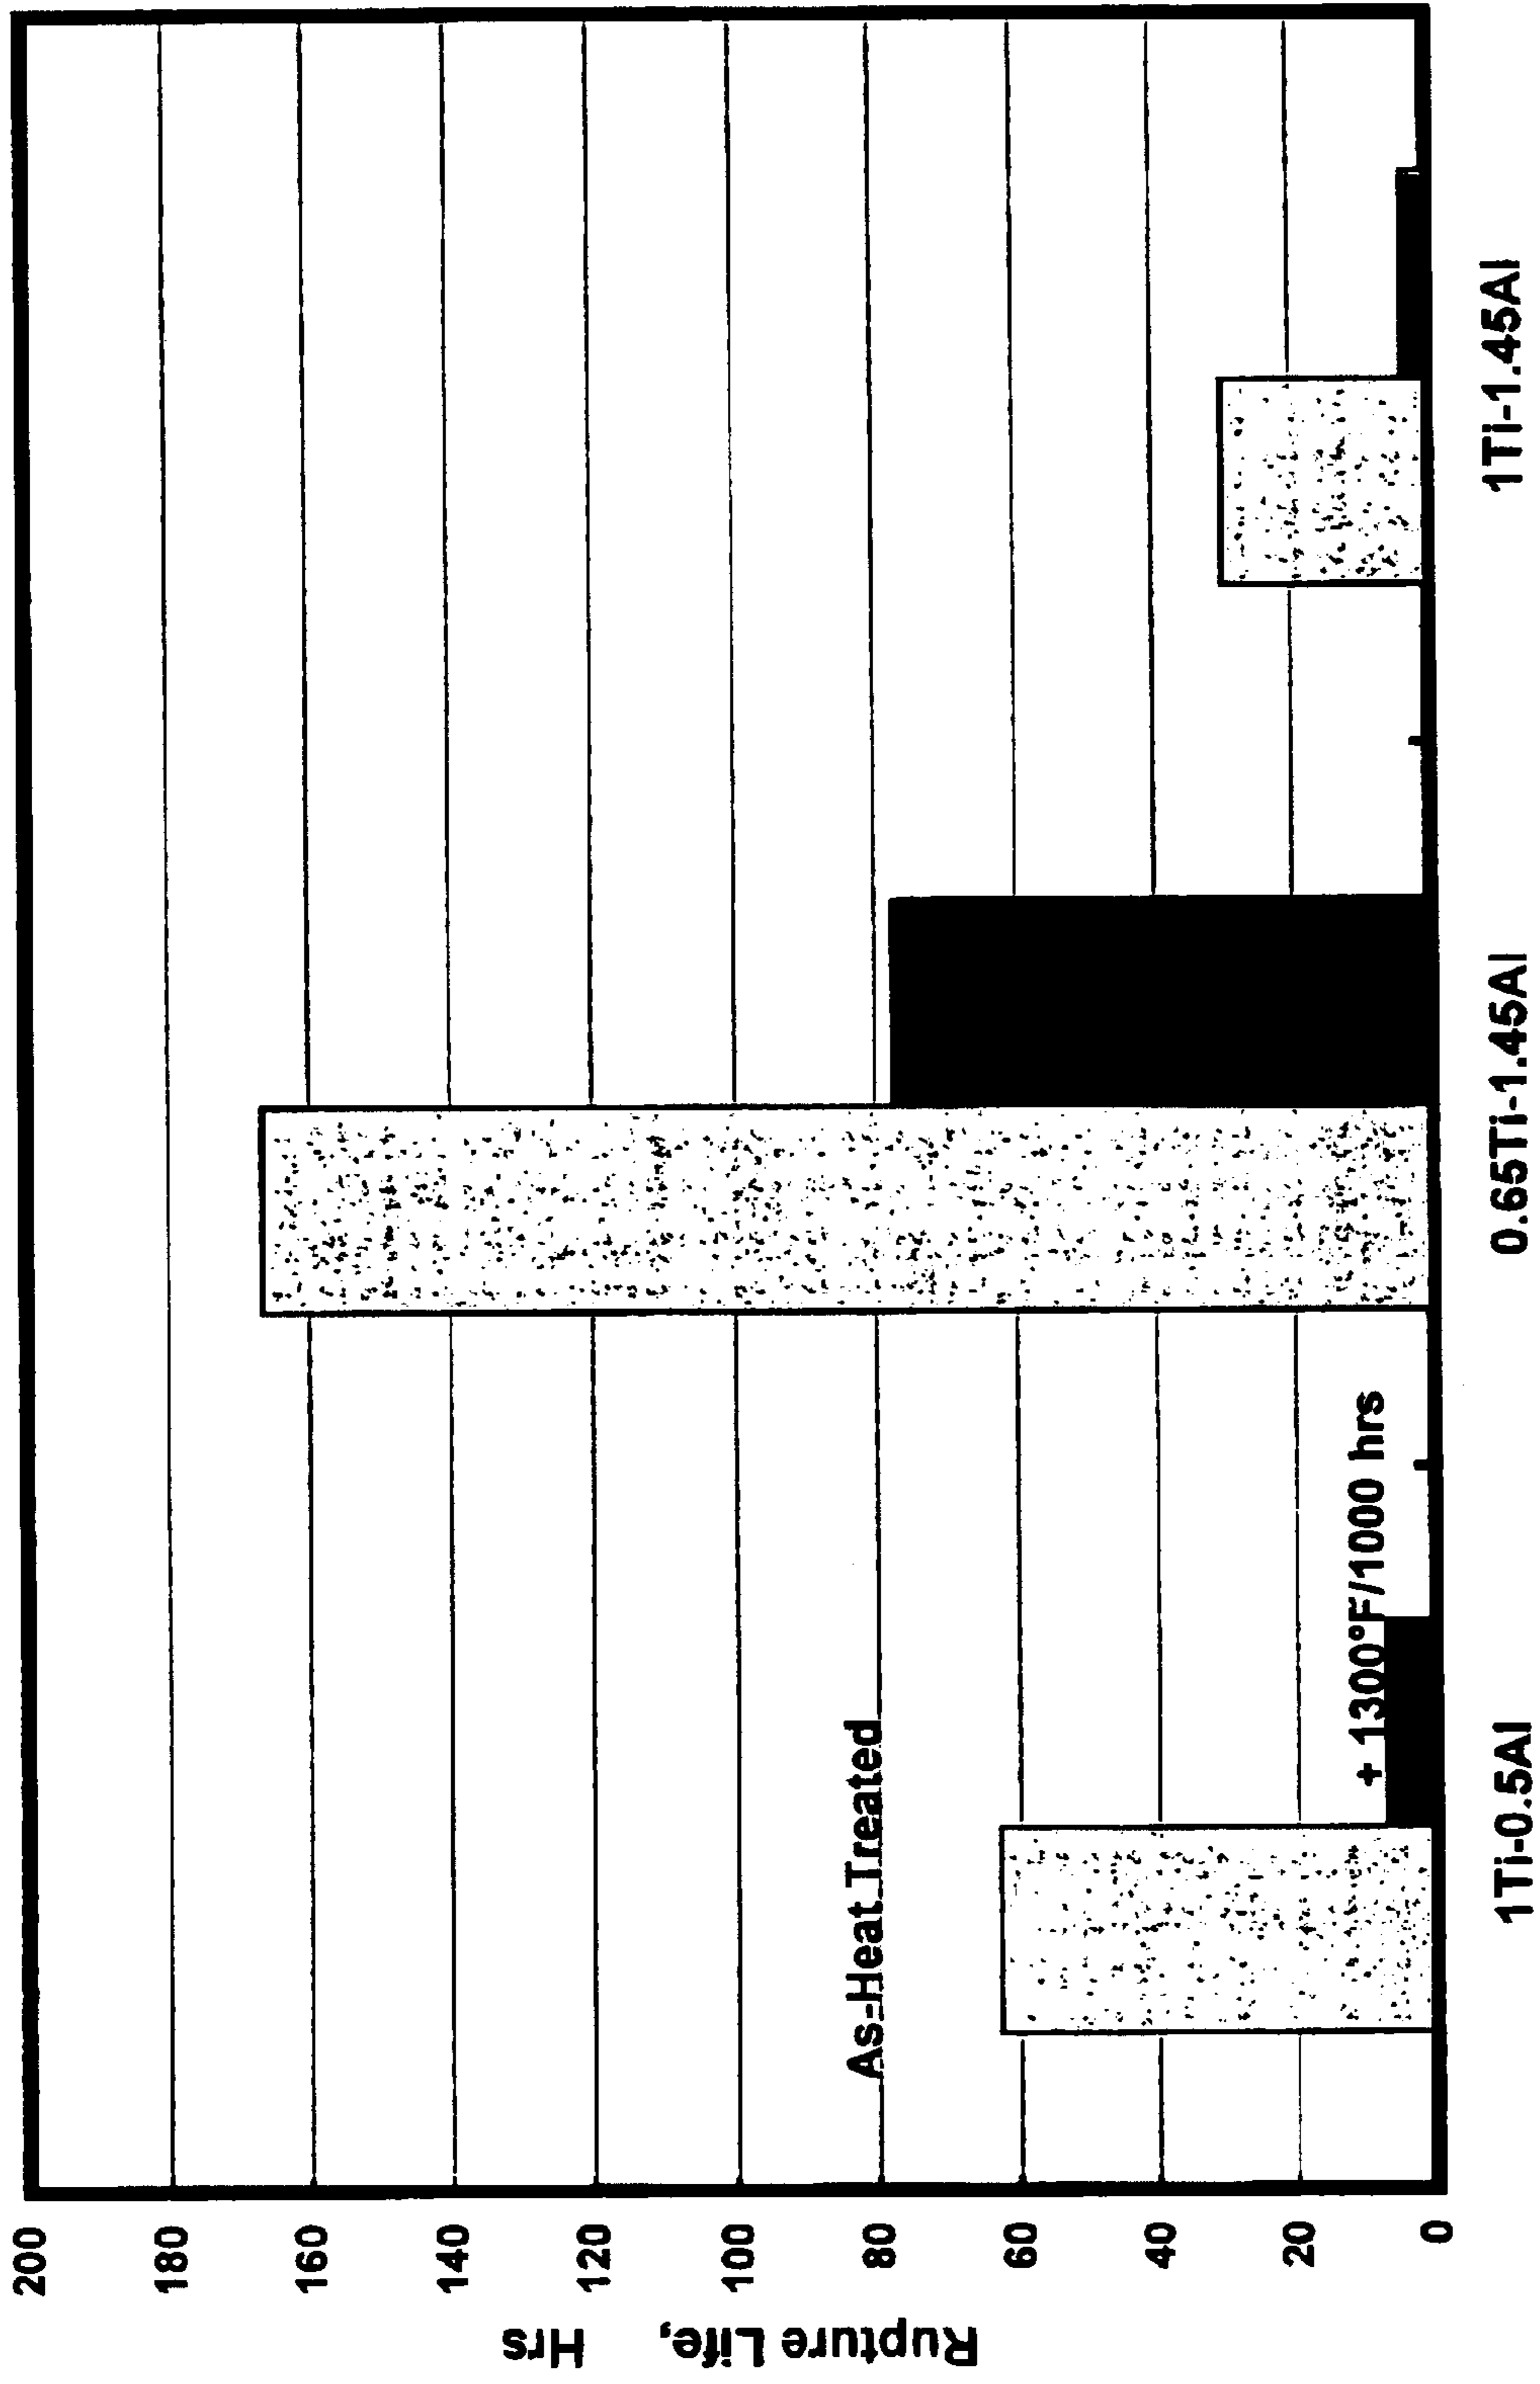 200
180
160
140
120
100
80
60
40
20
0
Rupture Life, Hrs
As-Heat Treated
+ 1300°F/1000 hrs
1Ti-0.5Al
0.65Ti-1.45Al
1Ti-1.45Al